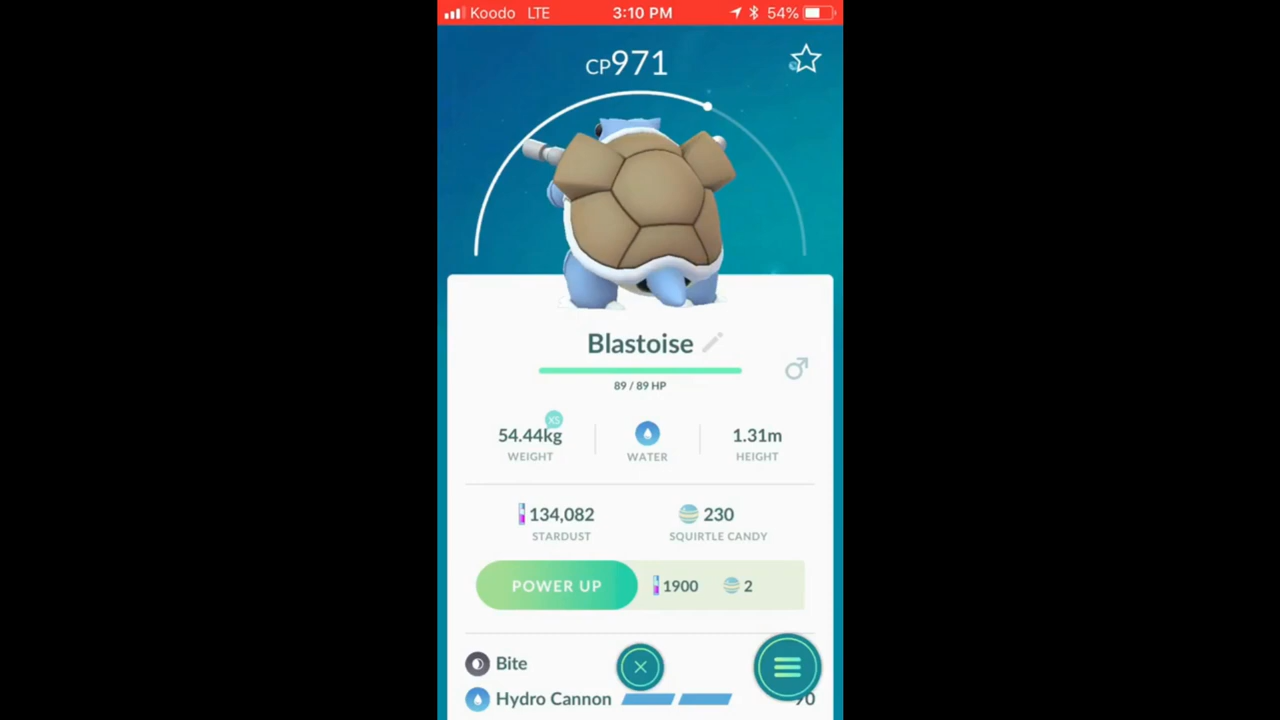 Koodo LTE 3:10 PM 54%
CP971
Blastoise
89 / 89 HP
XS
54.44kg 1.31m
WEIGHT WATER HEIGHT
134,082 230
STARDUST SQUIRTLE CANDY
POWER UP 1900 2
Bite
Hydro Cannon 90